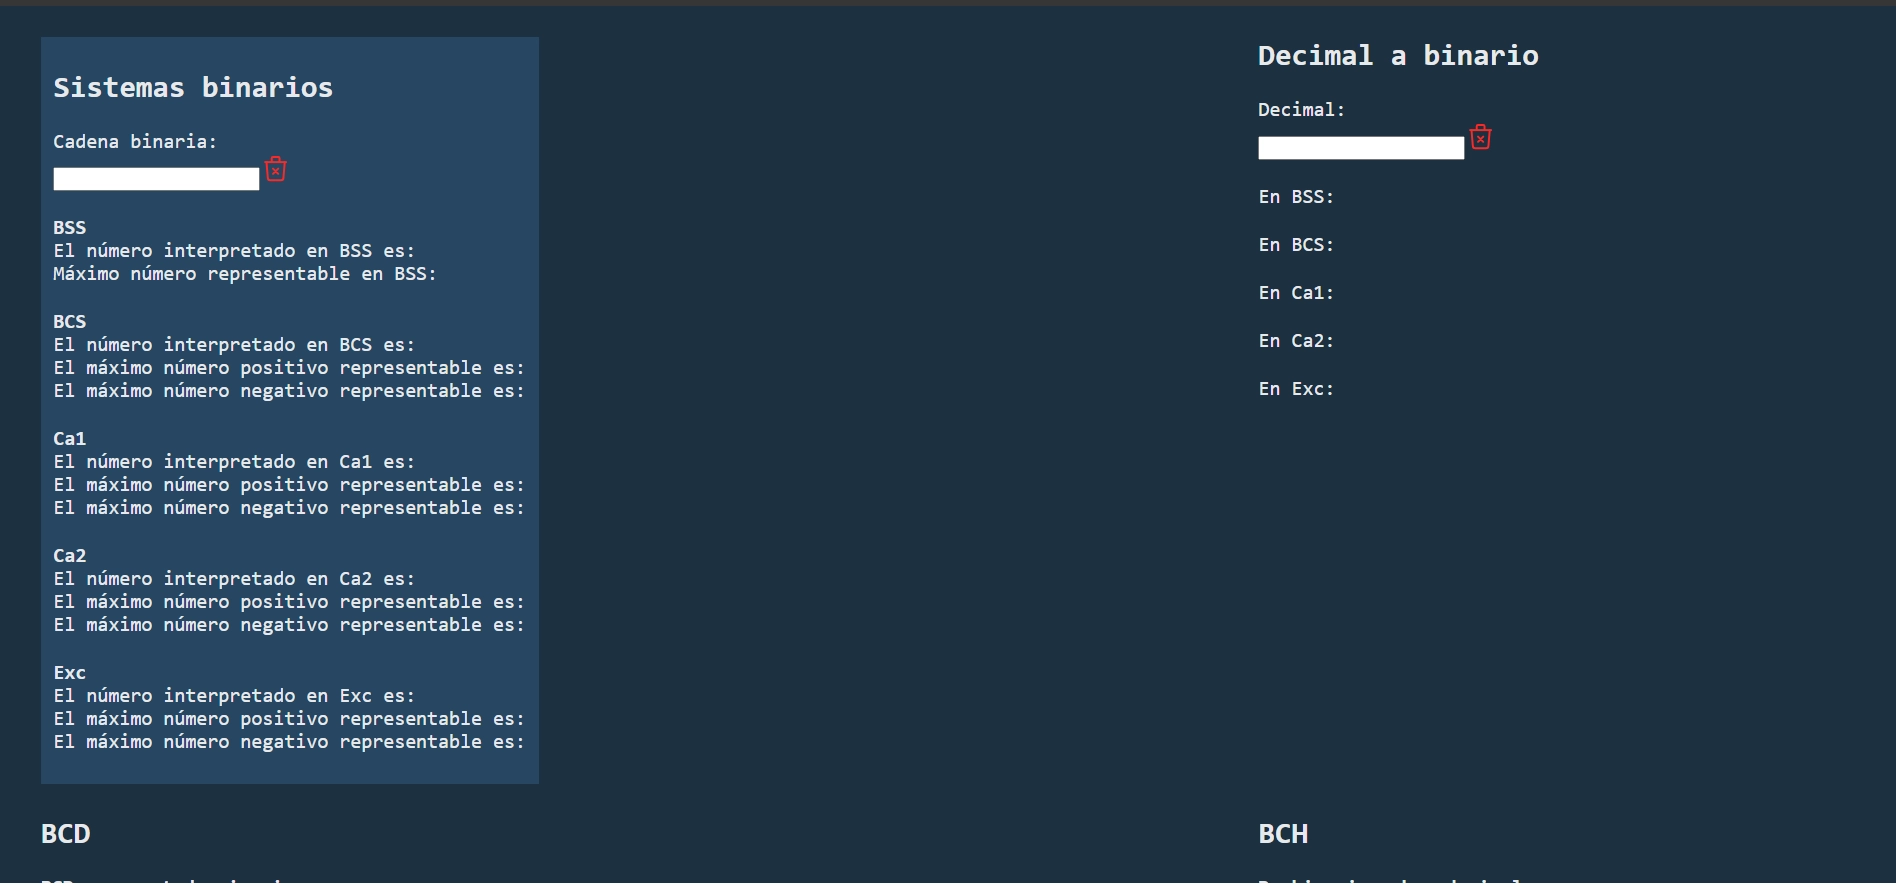 Sistemas binarios
Cadena binaria:
BSS
El número interpretado en BSS es:
Máximo número representable en BSS:
BCS
El número interpretado en BCS es:
El máximo número positivo representable es:
El máximo número negativo representable es:
Ca1
El número interpretado en Ca1 es:
El máximo número positivo representable es:
El máximo número negativo representable es:
Ca2
El número interpretado en Ca2 es:
El máximo número positivo representable es:
El máximo número negativo representable es:
Exc
El número interpretado en Exc es:
El máximo número positivo representable es:
El máximo número negativo representable es:
Decimal a binario
Decimal:
En BSS:
En BCS:
En Ca1:
En Ca2:
En Exc:
BCD
BCH